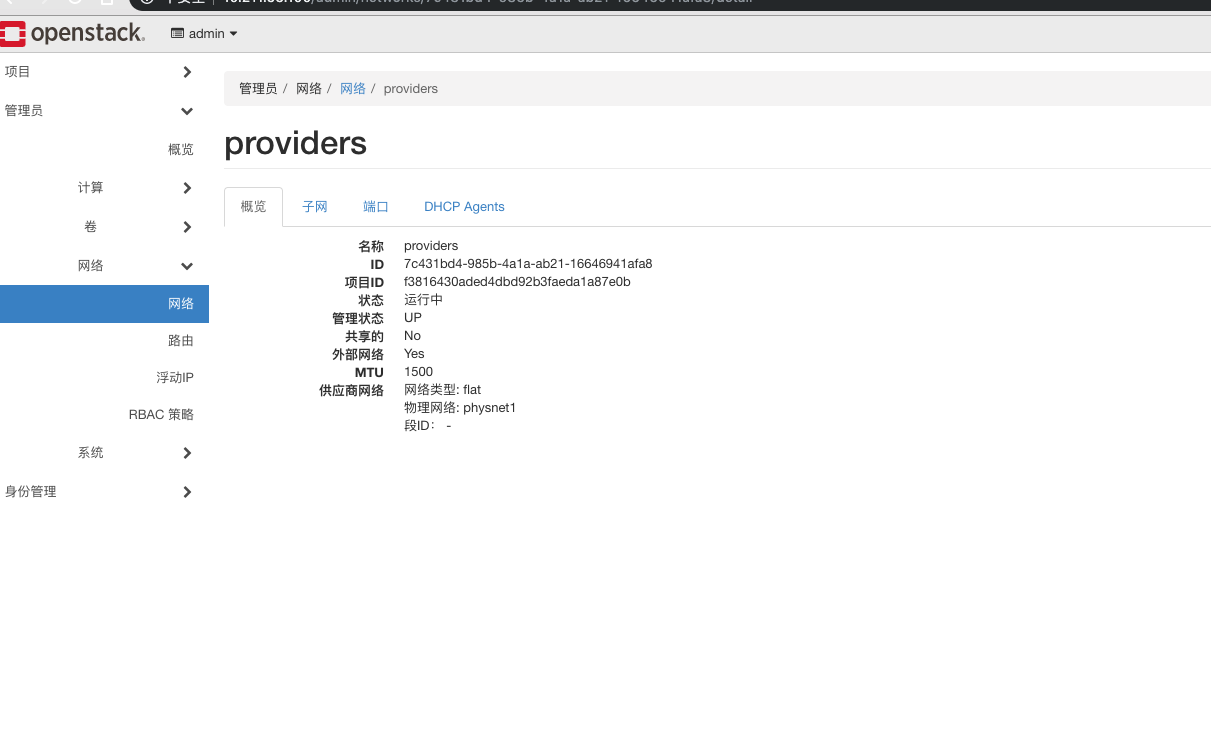 openstack.
admin
项目
管理员
概览
计算
卷
网络
网络
路由
浮动IP
RBAC 策略
系统
身份管理
管理员 / 网络 / 网络 / providers
providers
概览 子网 端口 DHCP Agents
名称 providers
ID 7c431bd4-985b-4a1a-ab21-16646941afa8
项目ID f3816430aded4dbd92b3faeda1a87e0b
状态 运行中
管理状态 UP
共享的 No
外部网络 Yes
MTU 1500
供应商网络 网络类型: flat
物理网络: physnet1
段ID： -